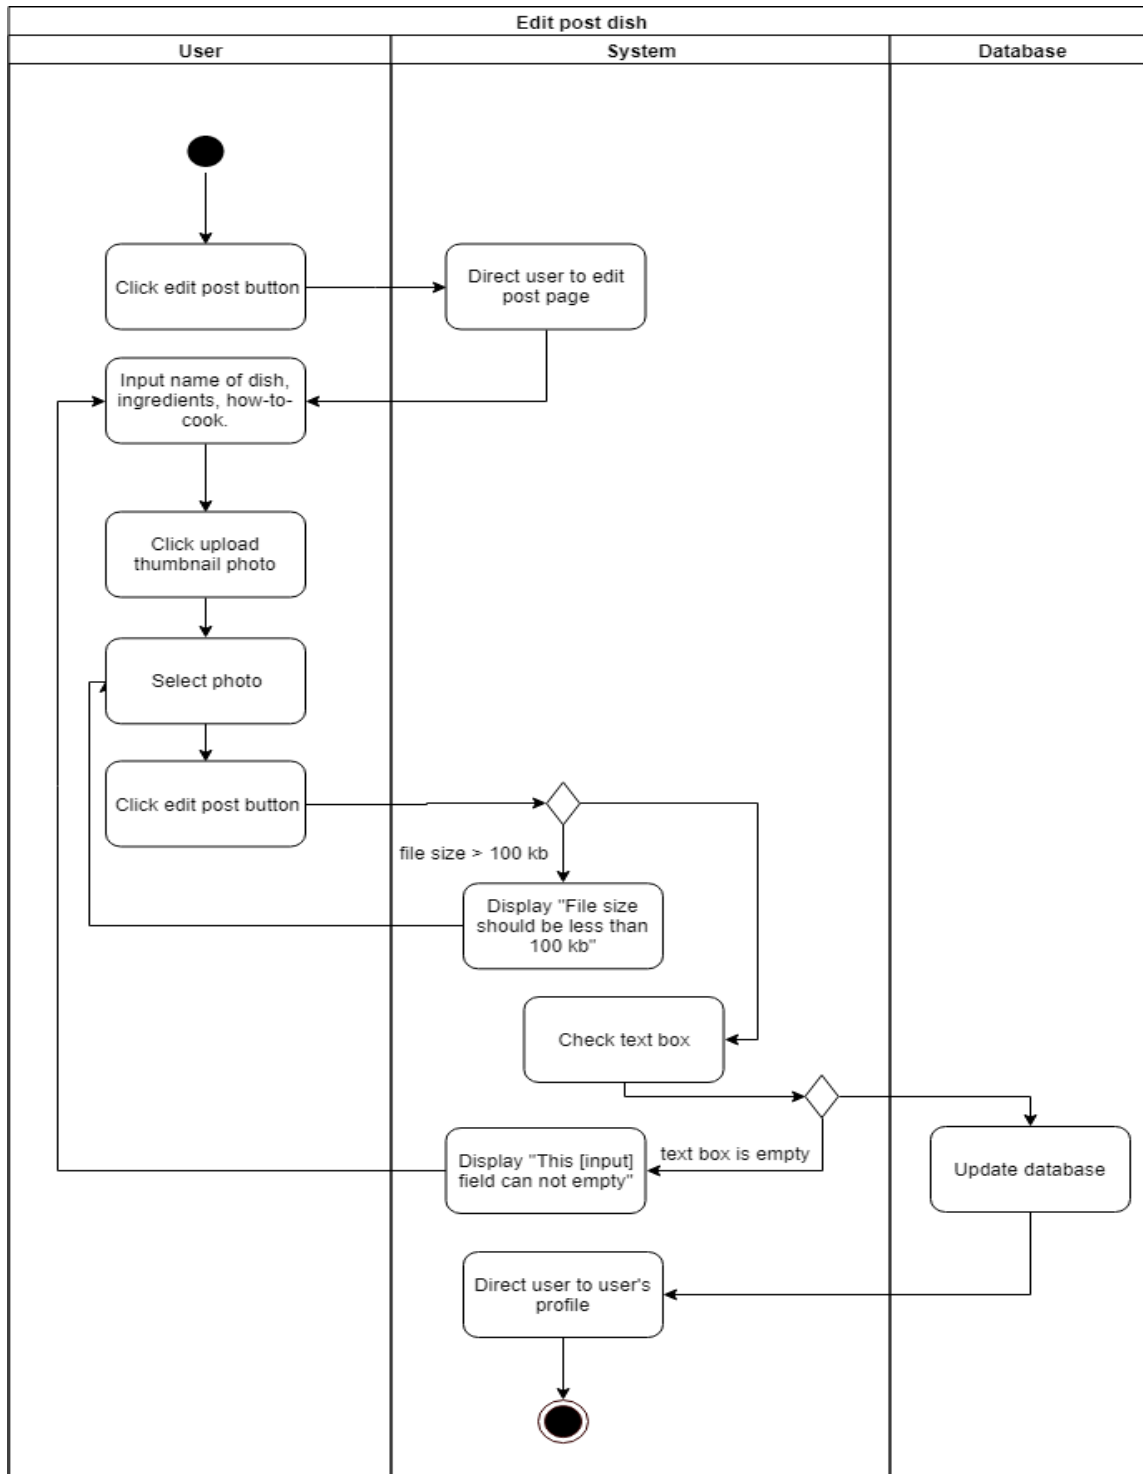 Edit post dish
User
System
Database
Click edit post button
Direct user to edit
post page
Input name of dish,
ingredients, how-to-
cook.
Click upload
thumbnail photo
Select photo
Click edit post button
file size > 100 kb
Display "File size
should be less than
100 kb"
Check text box
text box is empty
Display "This [input]
field can not empty"
Update database
Direct user to user's
profile